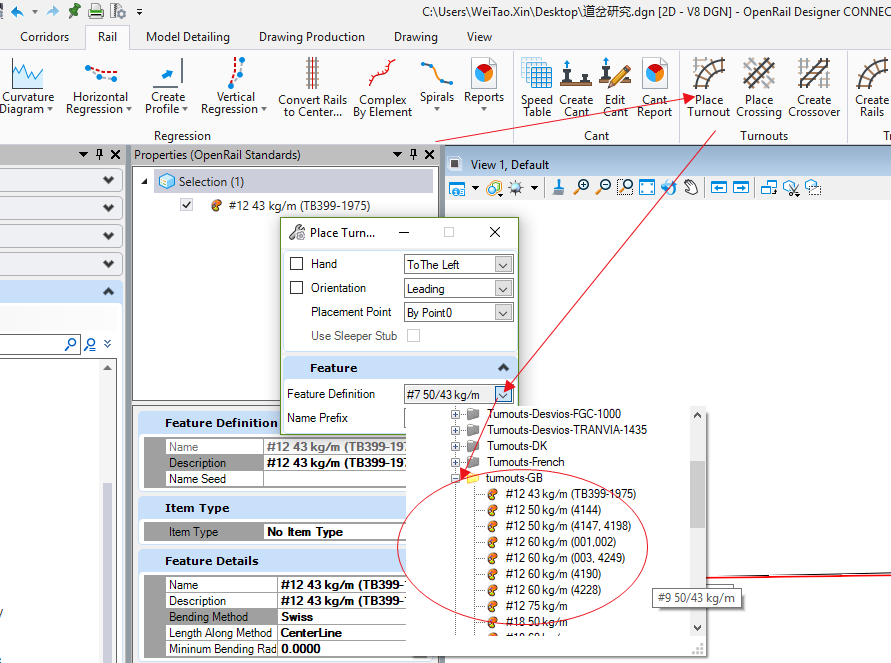 C:\Users\WeiTao.Xin\Desktop\道岔研究.dgn [2D - V8 DGN] - OpenRail Designer CONNEC
Corridors Rail Model Detailing Drawing Production Drawing View
Curvature Diagram
Horizontal Regression
Create Profile
Vertical Regression
Convert Rails to Center...
Complex By Element
Spirals
Reports
Speed Table
Create Cant
Edit Cant
Cant Report
Place Turnout
Place Crossing
Create Crossover
Create Rails
Regression Cant Turnouts
Properties (OpenRail Standards)
View 1, Default
Selection (1)
#12 43 kg/m (TB399-1975)
Place Turn...
Hand ToThe Left
Orientation Leading
Placement Point By Point0
Use Sleeper Stub
Feature
Feature Definition #7 50/43 kg/m
Name Prefix
Turnouts-Desvios-FGC-1000
Turnouts-Desvios-TRANVIA-1435
Turnouts-DK
Turnouts-French
turnouts-GB
#12 43 kg/m (TB399-1975)
#12 50 kg/m (4144)
#12 50 kg/m (4147, 4198)
#12 60 kg/m (001,002)
#12 60 kg/m (003, 4249)
#12 60 kg/m (4190)
#12 60 kg/m (4228)
#12 75 kg/m
#18 50 kg/m
#9 50/43 kg/m
Feature Definition
Name #12 43 kg/m (TB399-197
Description #12 43 kg/m (TB399-197
Name Seed
Item Type
Item Type No Item Type
Feature Details
Name #12 43 kg/m (TB399-
Description #12 43 kg/m (TB399-
Bending Method Swiss
Length Along Method CenterLine
Minimum Bending Rad 0.0000